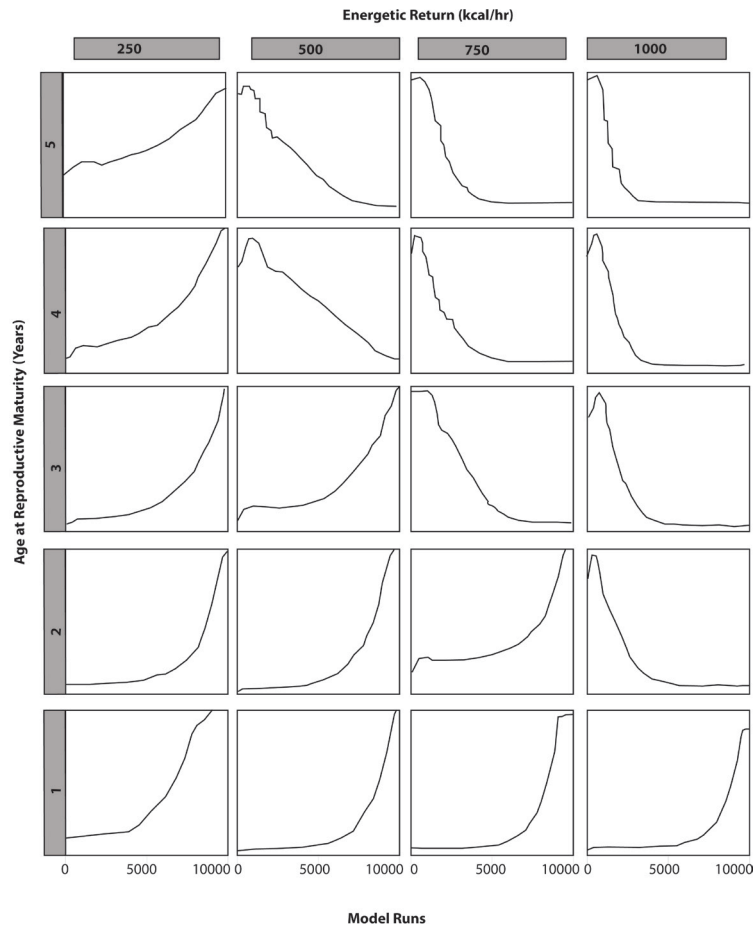 Energetic Return (kcal/hr)
250 500 750 1000
Age at Reproductive Maturity (Years)
5
4
3
2
1
0 5000 10000 0 5000 10000 0 5000 10000 0 5000 10000
Model Runs